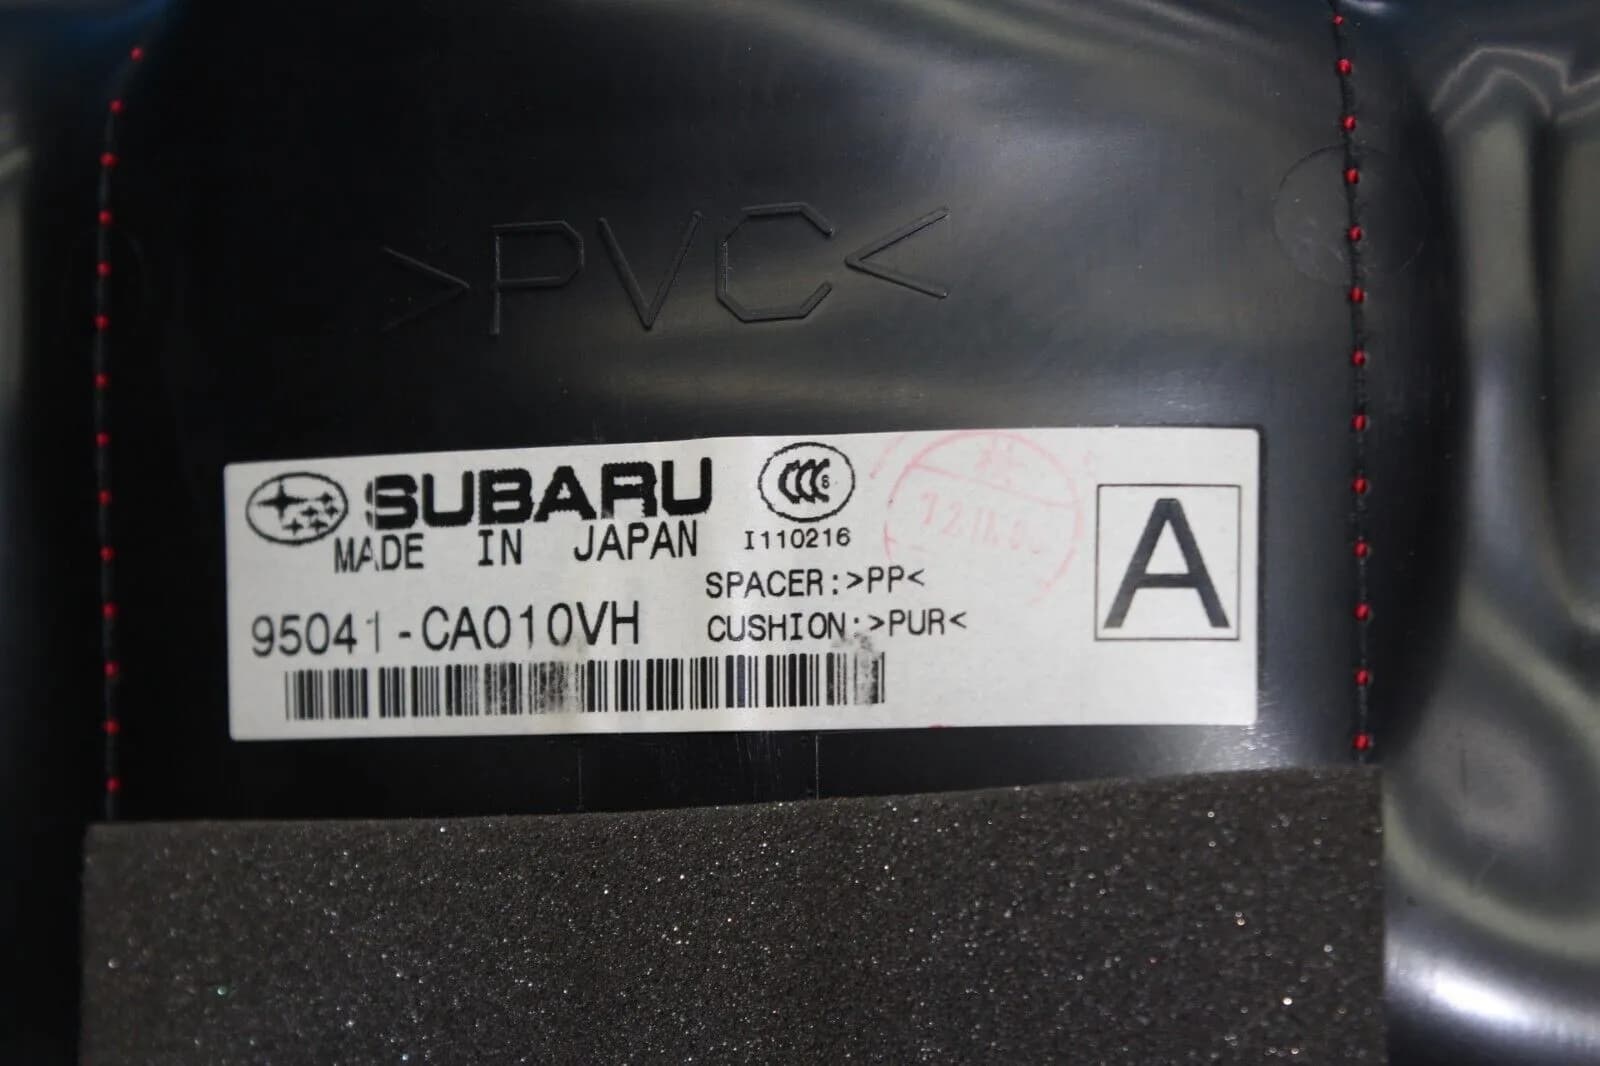 >PVC<
SUBARU
MADE IN JAPAN
I110216
SPACER:>PP<
95041-CA010VH
CUSHION:>PUR<
A